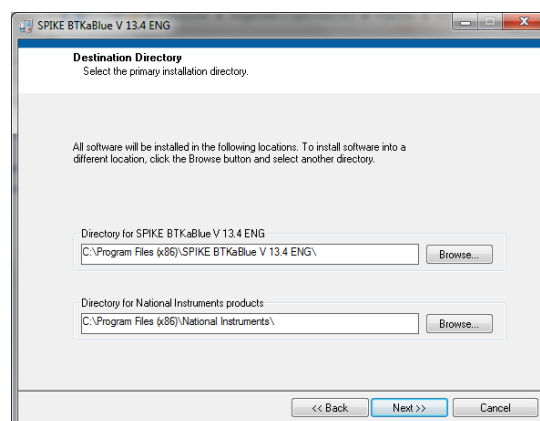 SPIKE BTKaBlue V 13.4 ENG
Destination Directory
Select the primary installation directory.
All software will be installed in the following locations. To install software into a
different location, click the Browse button and select another directory.
Directory for SPIKE BTKaBlue V 13.4 ENG
C:\Program Files (x86)\SPIKE BTKaBlue V 13.4 ENG\
Browse...
Directory for National Instruments products
C:\Program Files (x86)\National Instruments\
Browse...
<< Back
Next >>
Cancel